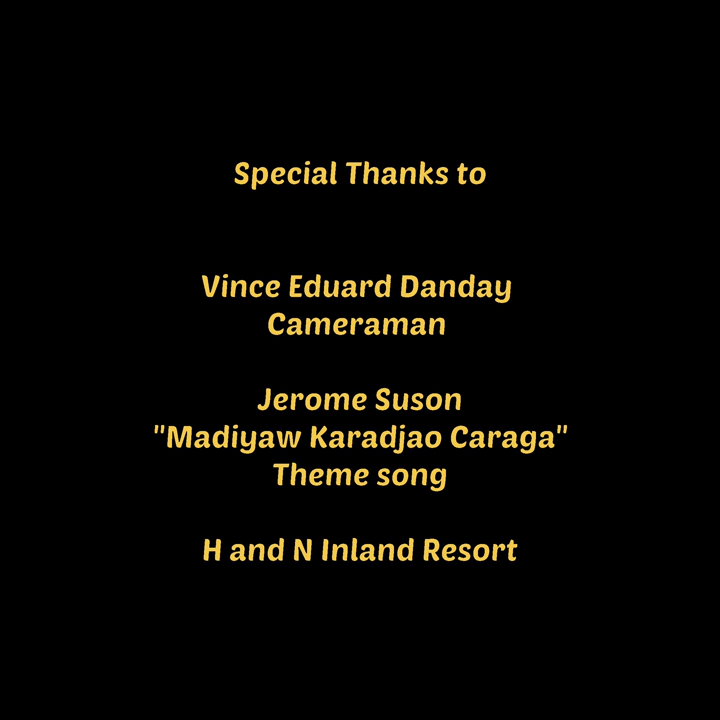 Special Thanks to
Vince Eduard Danday
Cameraman
Jerome Suson
"Madiyaw Karadjao Caraga"
Theme song
H and N Inland Resort